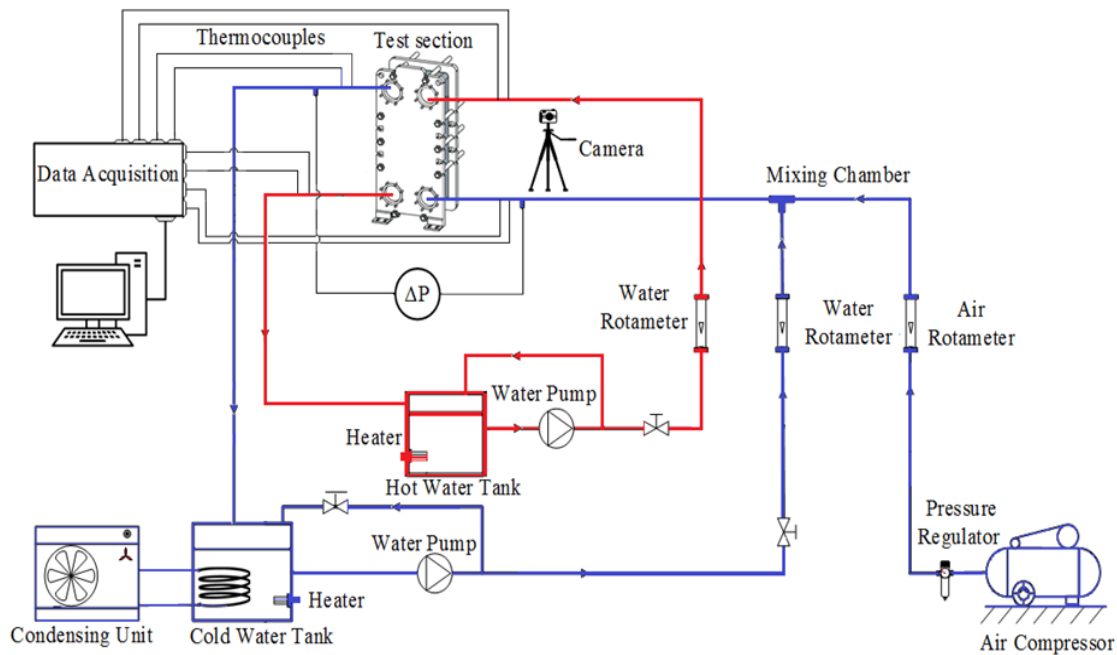 Thermocouples
Test section
Camera
Data Acquisition
Mixing Chamber
ΔP
Water
Rotameter
Water
Rotameter
Air
Rotameter
Water Pump
Heater
Hot Water Tank
Pressure
Regulator
Water Pump
Heater
Condensing Unit
Cold Water Tank
Air Compressor